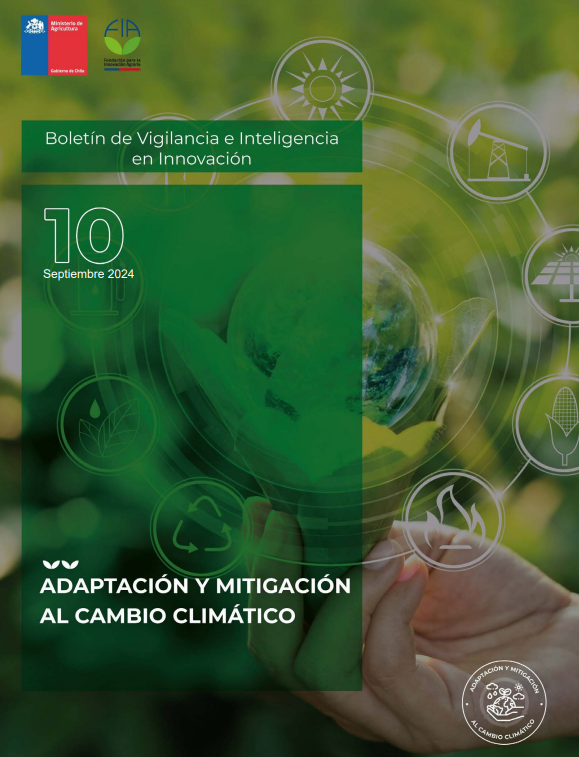 Ministerio de
Agricultura
Gobierno de Chile
FIA
Fundación para la
Innovación Agraria
Boletín de Vigilancia e Inteligencia
en Innovación
10
Septiembre 2024
ADAPTACIÓN Y MITIGACIÓN
AL CAMBIO CLIMÁTICO
ADAPTACIÓN Y MITIGACIÓN
AL CAMBIO CLIMÁTICO